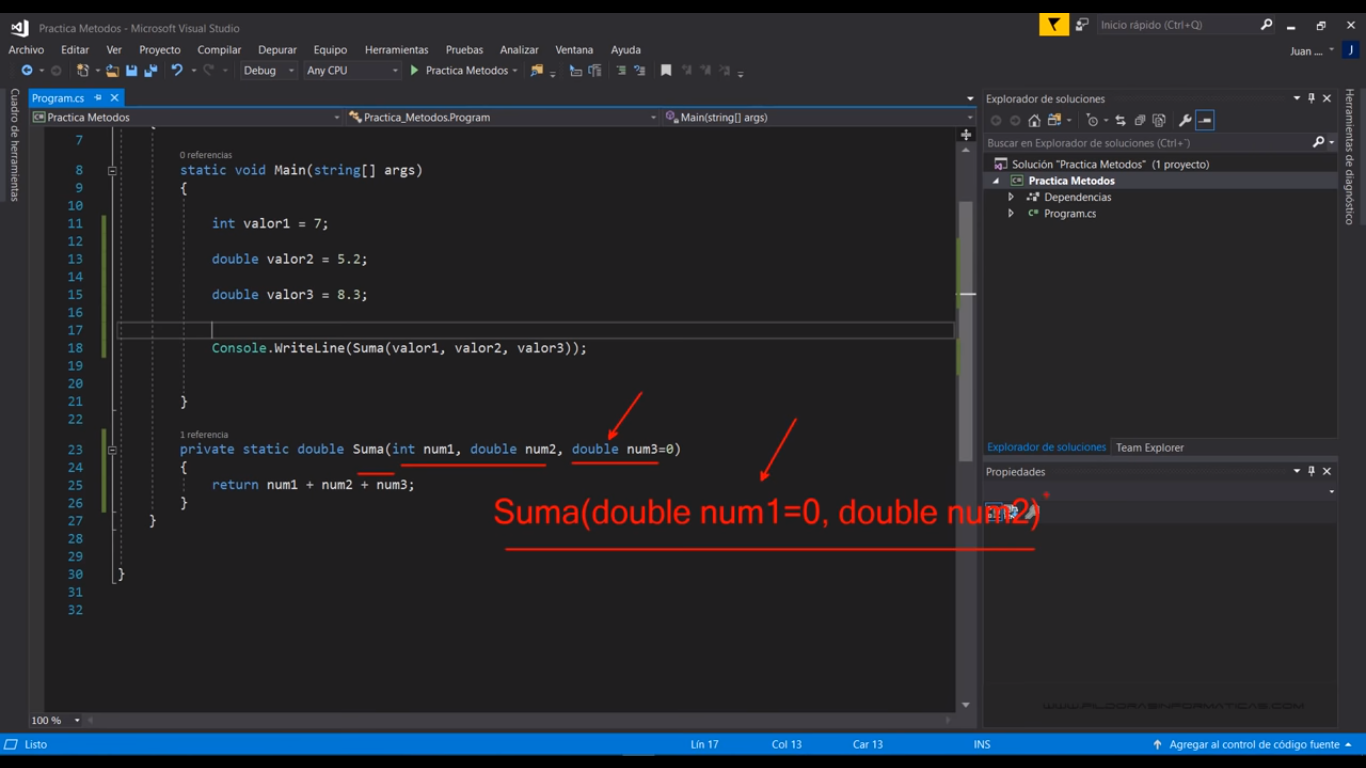 Practica Metodos - Microsoft Visual Studio
Inicio rápido (Ctrl+Q)
Archivo Editar Ver Proyecto Compilar Depurar Equipo Herramientas Pruebas Analizar Ventana Ayuda
Juan .... J
Debug Any CPU Practica Metodos
Cuadro de herramientas
Program.cs
Practica Metodos Practica_Metodos.Program Main(string[] args)
7
0 referencias
8 static void Main(string[] args)
9 {
10
11 int valor1 = 7;
12
13 double valor2 = 5.2;
14
15 double valor3 = 8.3;
16
17
18 Console.WriteLine(Suma(valor1, valor2, valor3));
19
20
21 }
22
1 referencia
23 private static double Suma(int num1, double num2, double num3=0)
24 {
25 return num1 + num2 + num3;
26 }
27 }
28
29
30 }
31
32
Suma(double num1=0, double num2)
Explorador de soluciones
Buscar en Explorador de soluciones (Ctrl+¨)
Solución "Practica Metodos" (1 proyecto)
Practica Metodos
Dependencias
Program.cs
Explorador de soluciones Team Explorer
Propiedades
Herramientas de diagnóstico
WWW.PILDORASINFORMATICAS.COM
100 %
Listo Lín 17 Col 13 Car 13 INS Agregar al control de código fuente